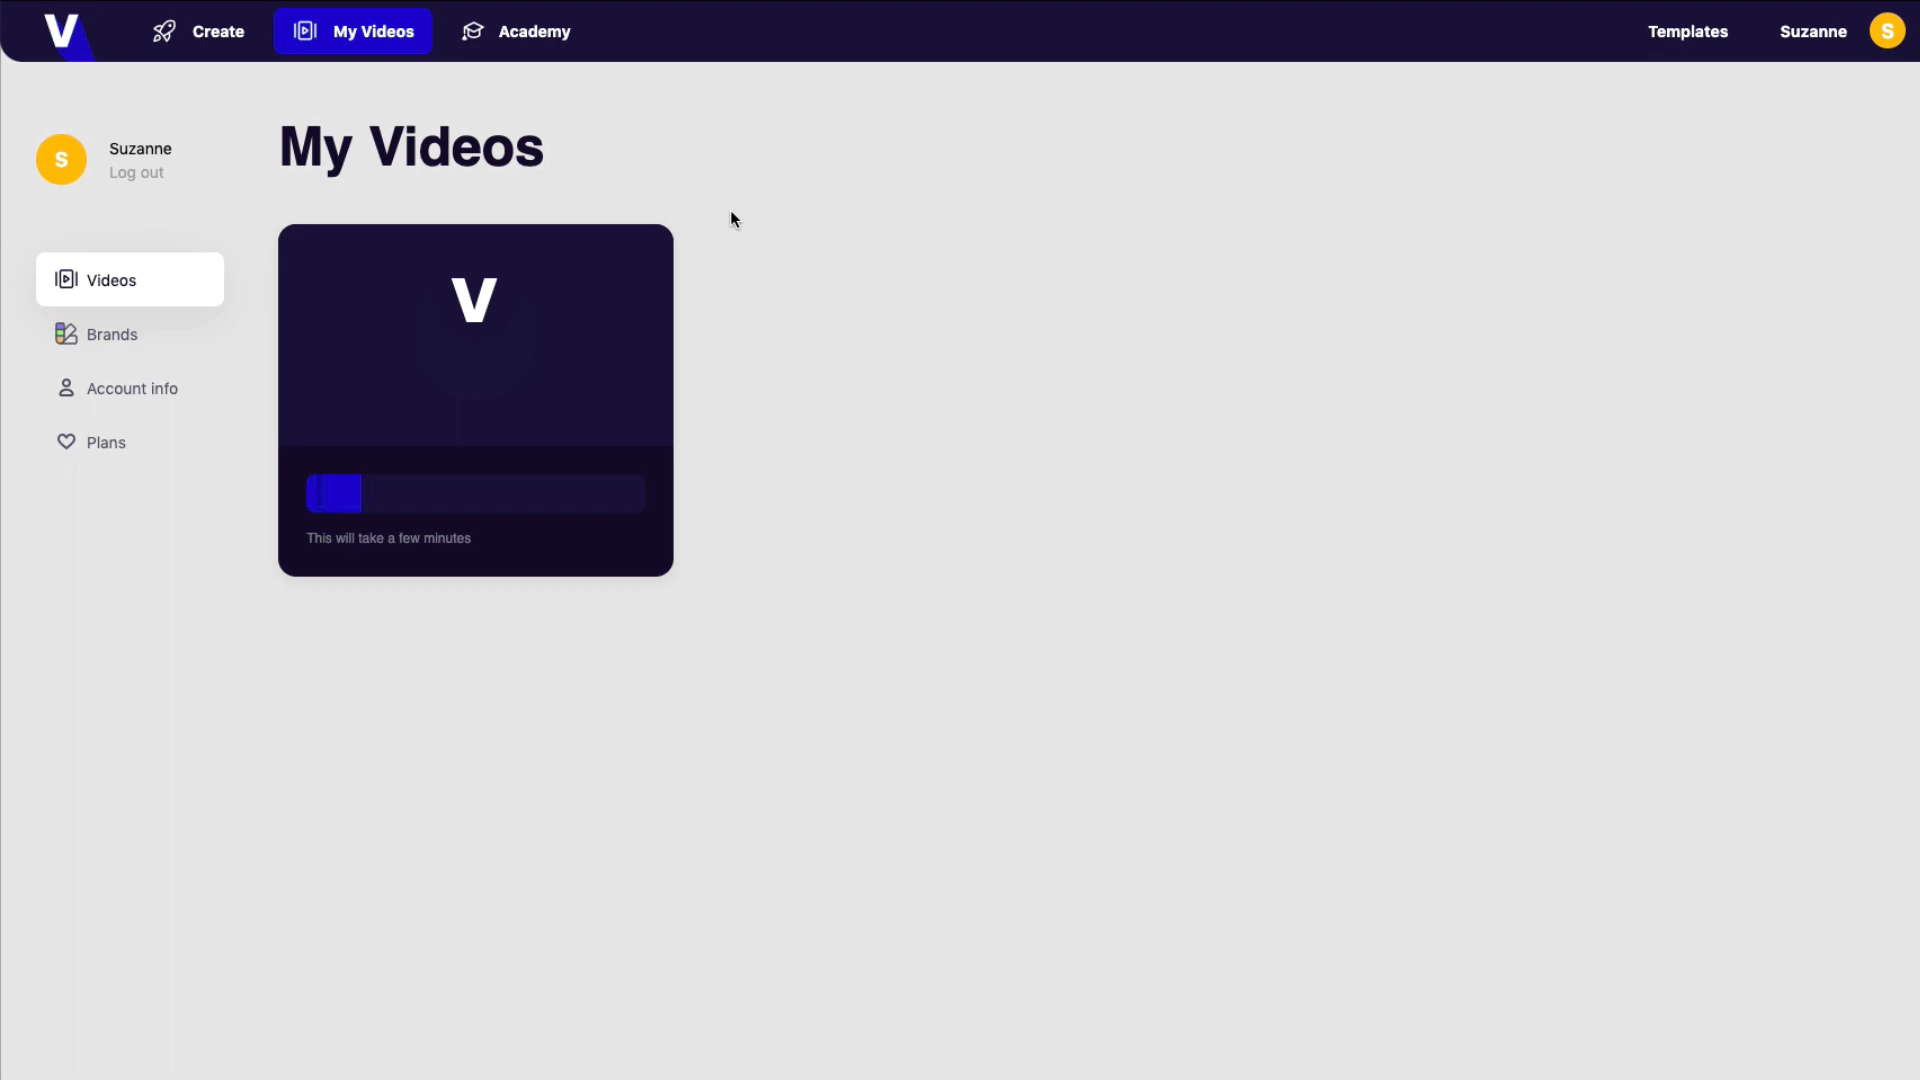 V
Create
My Videos
Academy
Templates
Suzanne
S
S
Suzanne
Log out
My Videos
Videos
Brands
Account info
Plans
V
This will take a few minutes